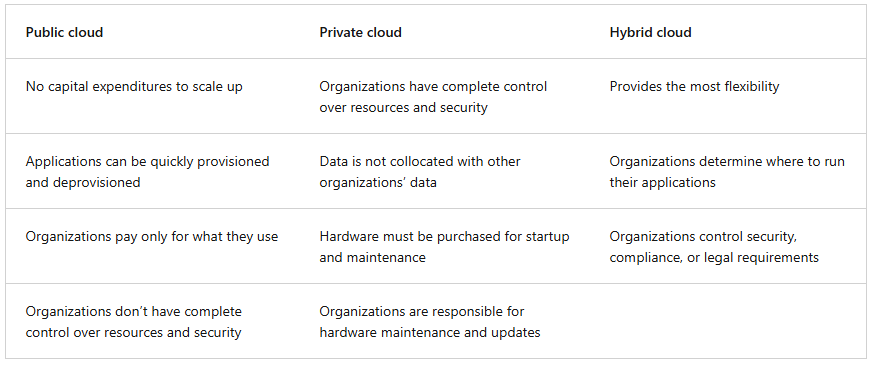 Public cloud Private cloud Hybrid cloud
No capital expenditures to scale up
Organizations have complete control
over resources and security
Provides the most flexibility
Applications can be quickly provisioned
and deprovisioned
Data is not collocated with other
organizations’ data
Organizations determine where to run
their applications
Organizations pay only for what they use
Hardware must be purchased for startup
and maintenance
Organizations control security,
compliance, or legal requirements
Organizations don’t have complete
control over resources and security
Organizations are responsible for
hardware maintenance and updates